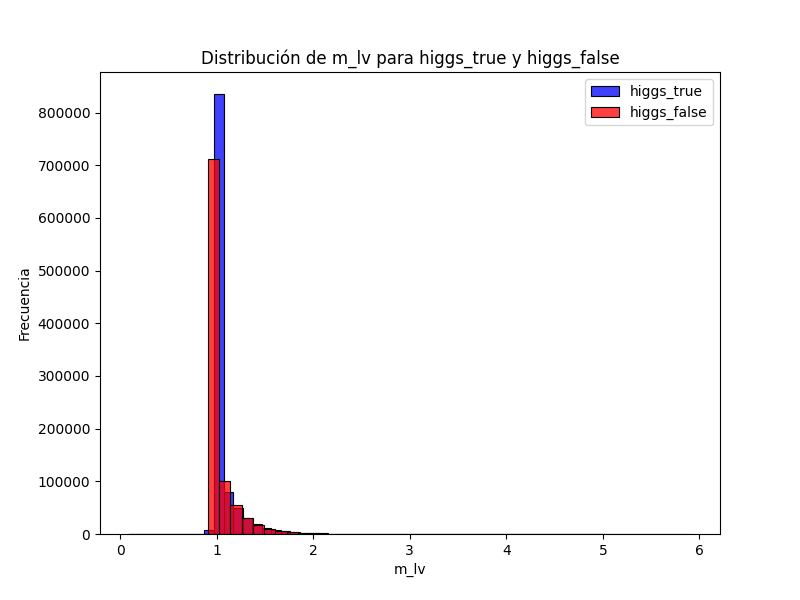 Distribución de m_lv para higgs_true y higgs_false
higgs_true
higgs_false
Frecuencia
800000
700000
600000
500000
400000
300000
200000
100000
0
0 1 2 3 4 5 6
m_lv